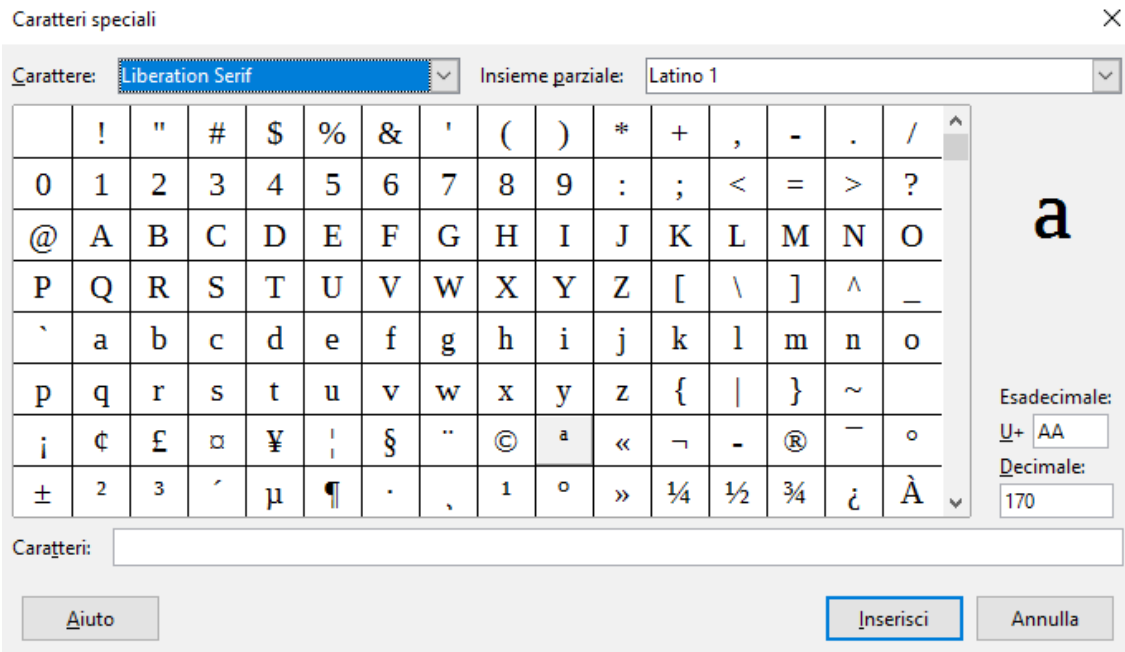 Caratteri speciali
Carattere: Liberation Serif Insieme parziale: Latino 1
! " # $ % & ' ( ) * + , - . /
0 1 2 3 4 5 6 7 8 9 : ; < = > ?
@ A B C D E F G H I J K L M N O
P Q R S T U V W X Y Z [ \ ] ^ _
` a b c d e f g h i j k l m n o
p q r s t u v w x y z { | } ~
¡ ¢ £ ¤ ¥ ¦ § ¨ © ª « ¬ - ® ¯ °
± ² ³ ´ µ ¶ · ¸ ¹ º » ¼ ½ ¾ ¿ À
a
Esadecimale:
U+ AA
Decimale:
170
Caratteri:
Aiuto Inserisci Annulla